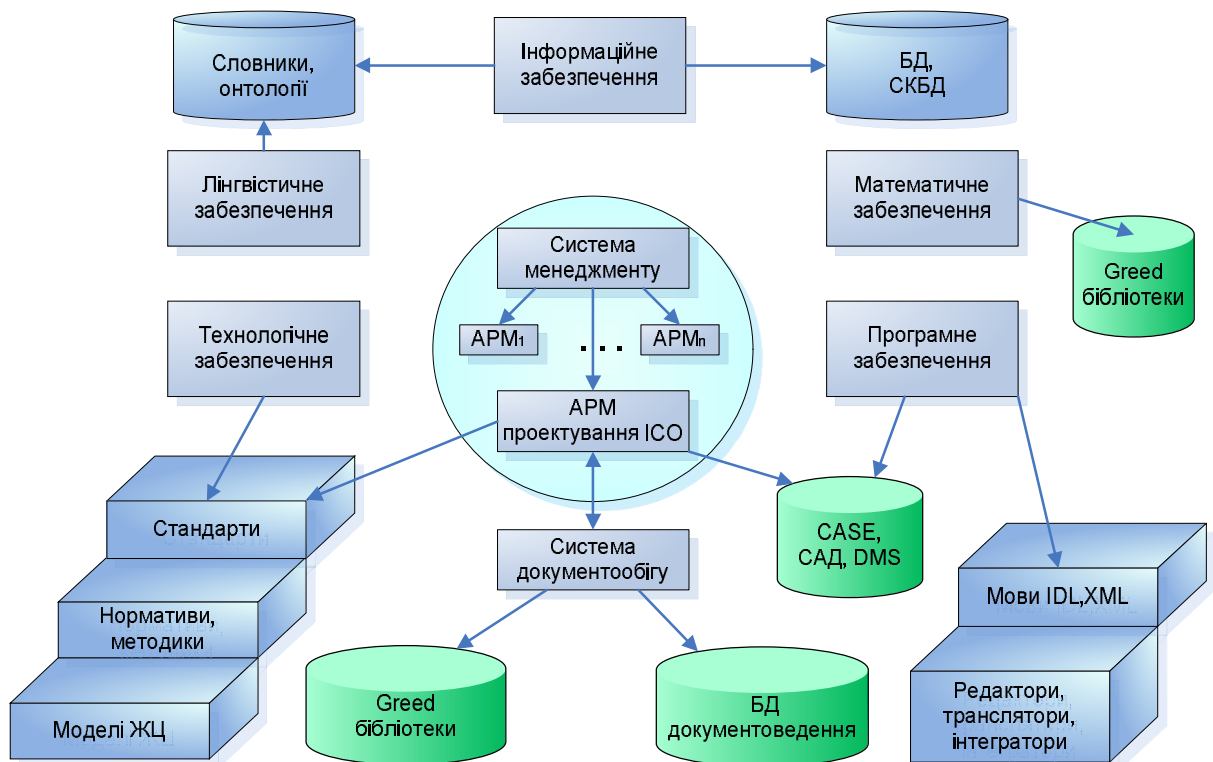 Словники,
онтології
Інформаційне
забезпечення
БД,
СКБД
Лінгвістичне
забезпечення
Математичне
забезпечення
Greed
бібліотеки
Система
менеджменту
АРМ1
...
АРМn
АРМ
проектування ІСО
Технологічне
забезпечення
Програмне
забезпечення
Стандарти
Нормативи,
методики
Моделі ЖЦ
Система
документообігу
CASE,
САД, DMS
Мови IDL,XML
Редактори,
транслятори,
інтегратори
Greed
бібліотеки
БД
документоведення